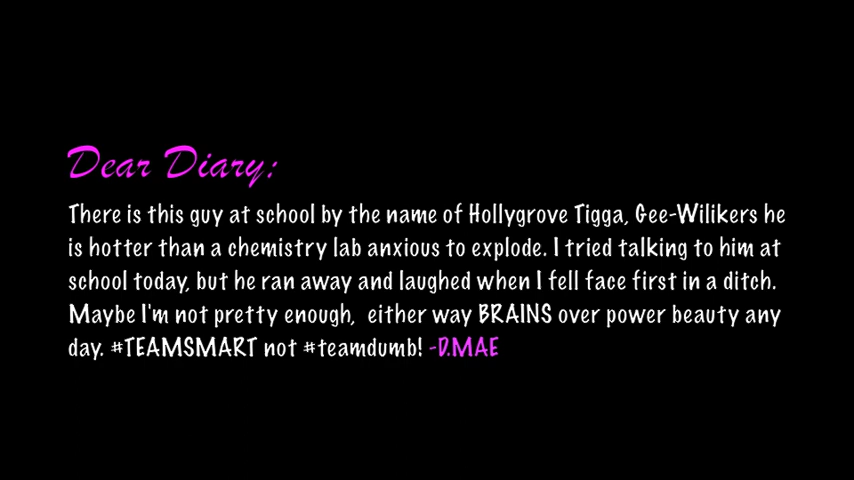 Dear Diary:
There is this guy at school by the name of Hollygrove Tigga, Gee-Wilikers he
is hotter than a chemistry lab anxious to explode. I tried talking to him at
school today, but he ran away and laughed when I fell face first in a ditch.
Maybe I'm not pretty enough, either way BRAINS over power beauty any
day. #TEAMSMART not #teamdumb! -D.MAE